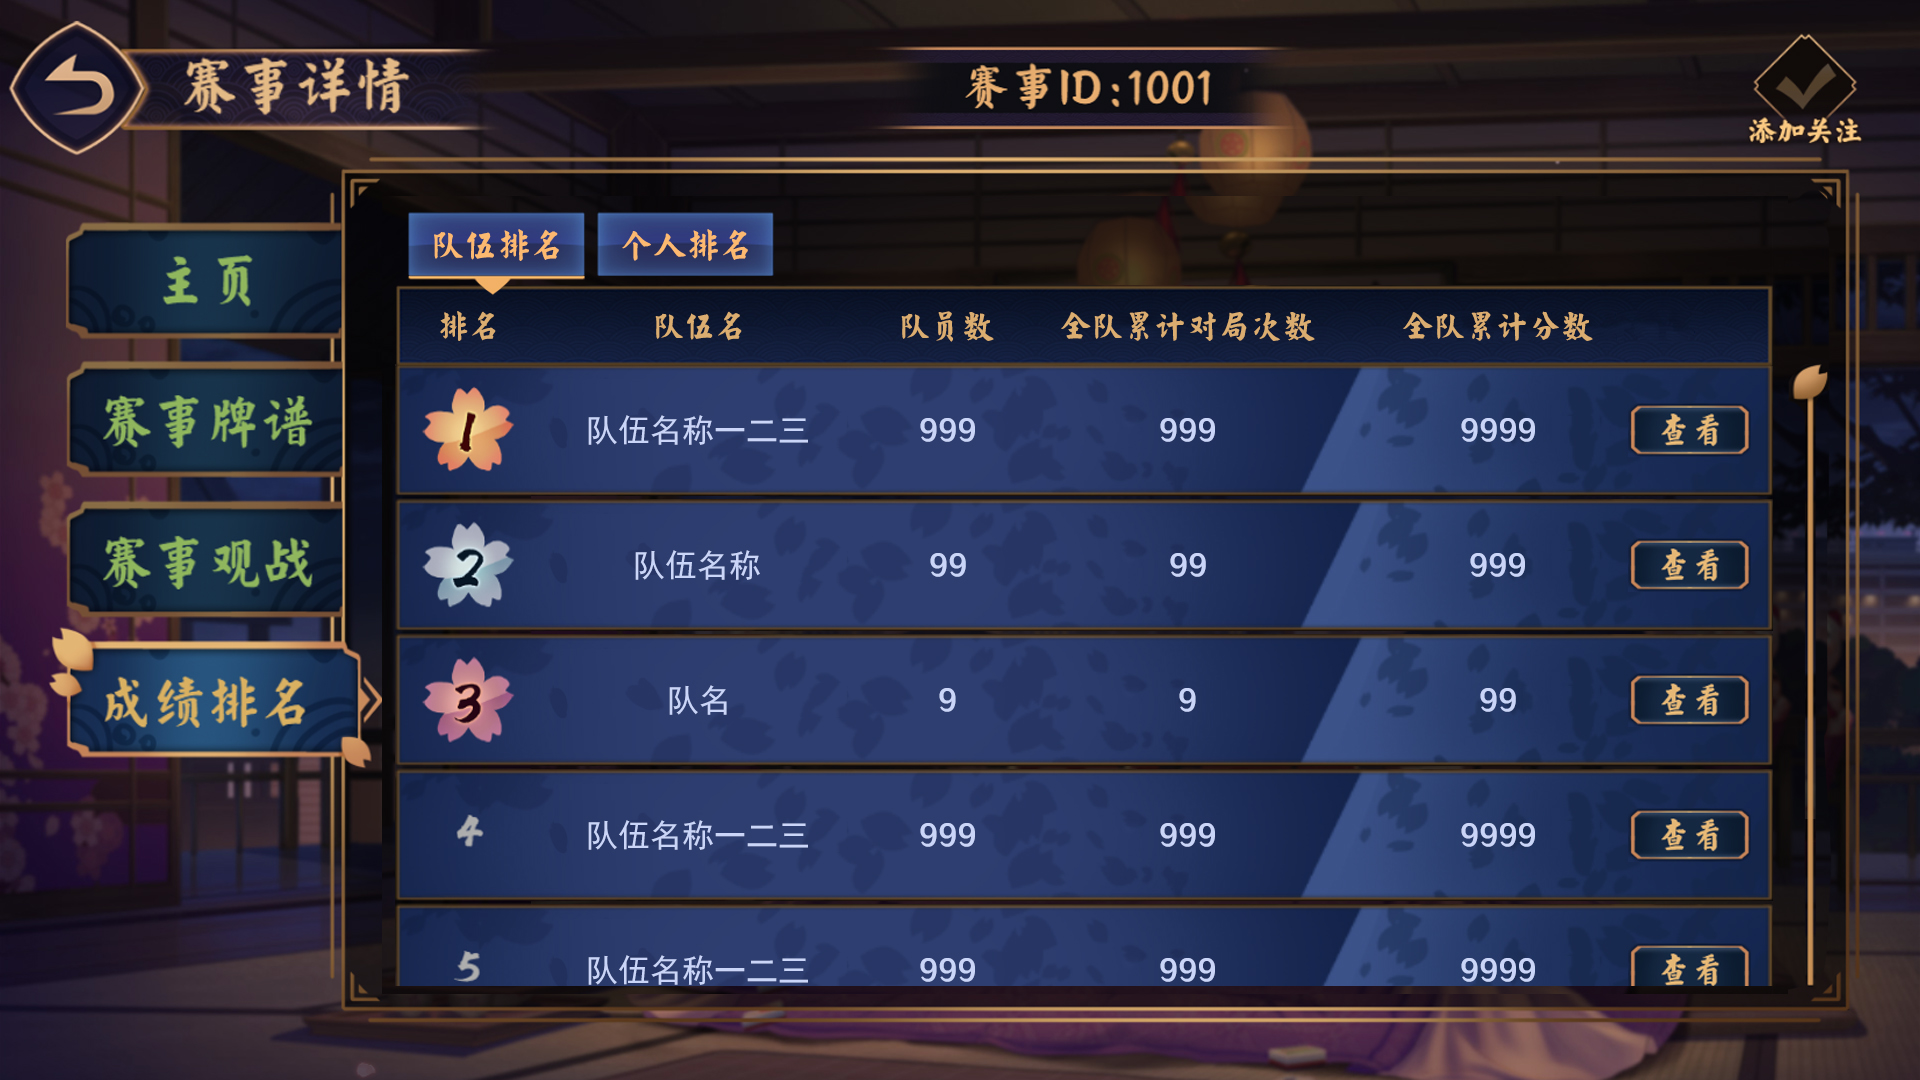 赛事详情
赛事ID:1001
添加关注
主页
赛事牌谱
赛事观战
成绩排名
队伍排名 个人排名
排名 队伍名 队员数 全队累计对局次数 全队累计分数
1 队伍名称一二三 999 999 9999 查看
2 队伍名称 99 99 999 查看
3 队名 9 9 99 查看
4 队伍名称一二三 999 999 9999 查看
5 队伍名称一二三 999 999 9999 查看